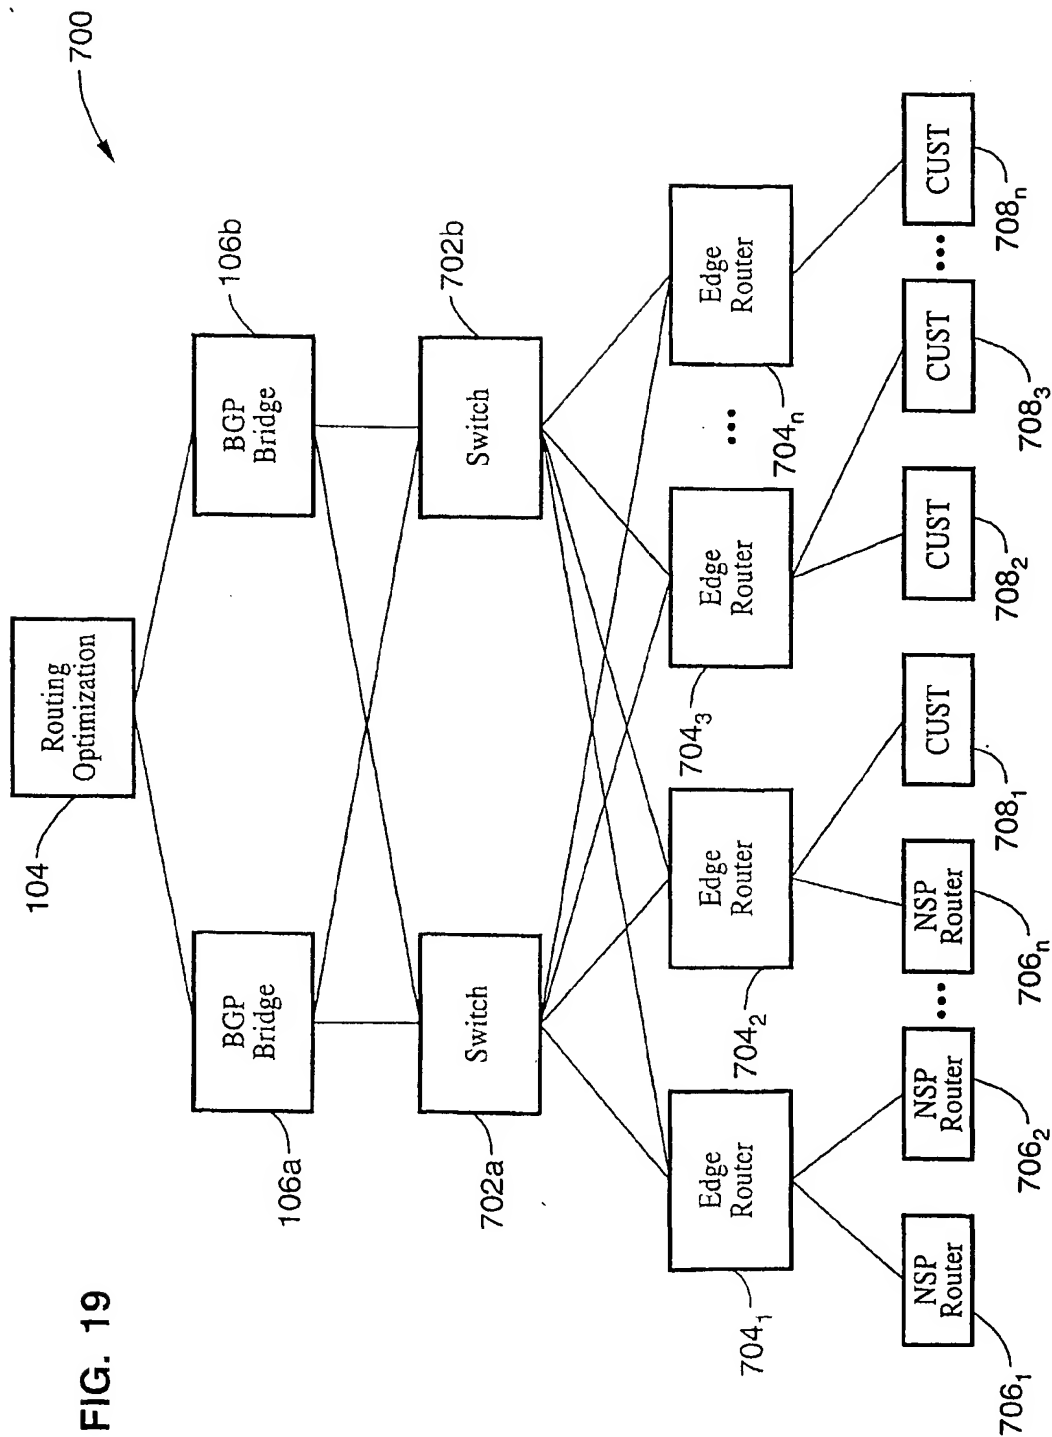 FIG. 19
700
104
Routing
Optimization
106a
BGP
Bridge
BGP
Bridge
106b
702a
Switch
Switch
702b
704₁
Edge
Router
704₂
Edge
Router
704₃
Edge
Router
...
704ₙ
Edge
Router
NSP
Router
NSP
Router
...
NSP
Router
CUST
CUST
CUST
...
CUST
706₁
706₂
706ₙ
708₁
708₂
708₃
708ₙ